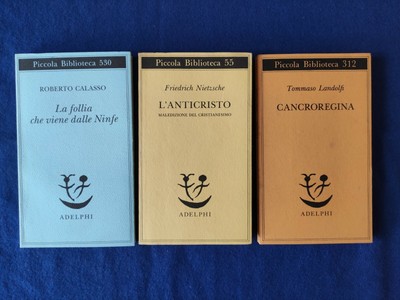 Piccola Biblioteca 530
ROBERTO CALASSO
La follia
che viene dalle Ninfe
ADELPHI
Piccola Biblioteca 55
Friedrich Nietzsche
L'ANTICRISTO
MALEDIZIONE DEL CRISTIANESIMO
ADELPHI
Piccola Biblioteca 312
Tommaso Landolfi
CANCROREGINA
ADELPHI